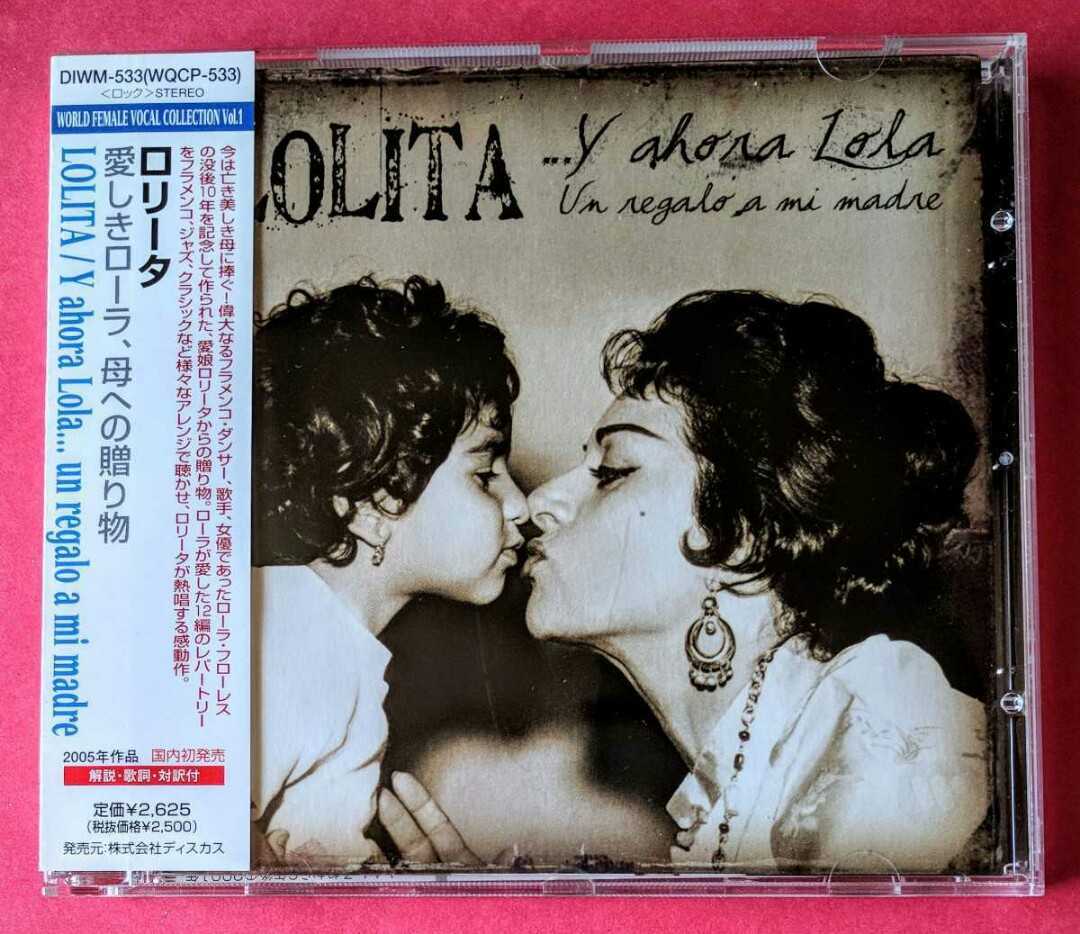 DIWM-533(WQCP-533)
＜ロック＞STEREO
WORLD FEMALE VOCAL COLLECTION Vol.1
ロリータ
愛しきローラ、母への贈り物
LOLITA / Y ahora Lola... un regalo a mi madre
今は亡き美しき母に捧ぐ！偉大なるフラメンコ・ダンサー、歌手、女優であったローラ・フローレス
の没後10年を記念して作られた、愛娘ロリータからの贈り物。ローラが愛した12編のレパートリー
をフラメンコ、ジャズ、クラシックなど様々なアレンジで聴かせ、ロリータが熱唱する感動作。
2005年作品 国内初発売
解説・歌詞・対訳付
定価¥2,625
(税抜価格¥2,500)
発売元:株式会社ディスカス
LOLITA
...Y ahora Lola
Un regalo a mi madre